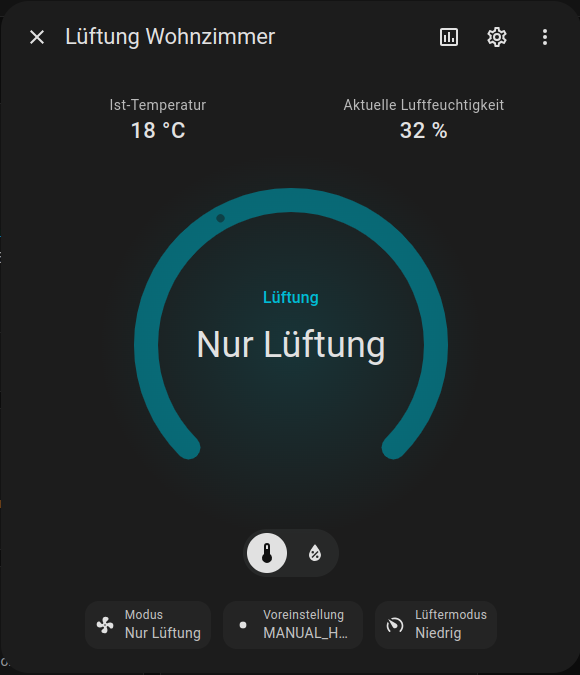 Lüftung Wohnzimmer
Ist-Temperatur
18 °C
Aktuelle Luftfeuchtigkeit
32 %
Lüftung
Nur Lüftung
Modus
Nur Lüftung
Voreinstellung
MANUAL_H...
Lüftermodus
Niedrig